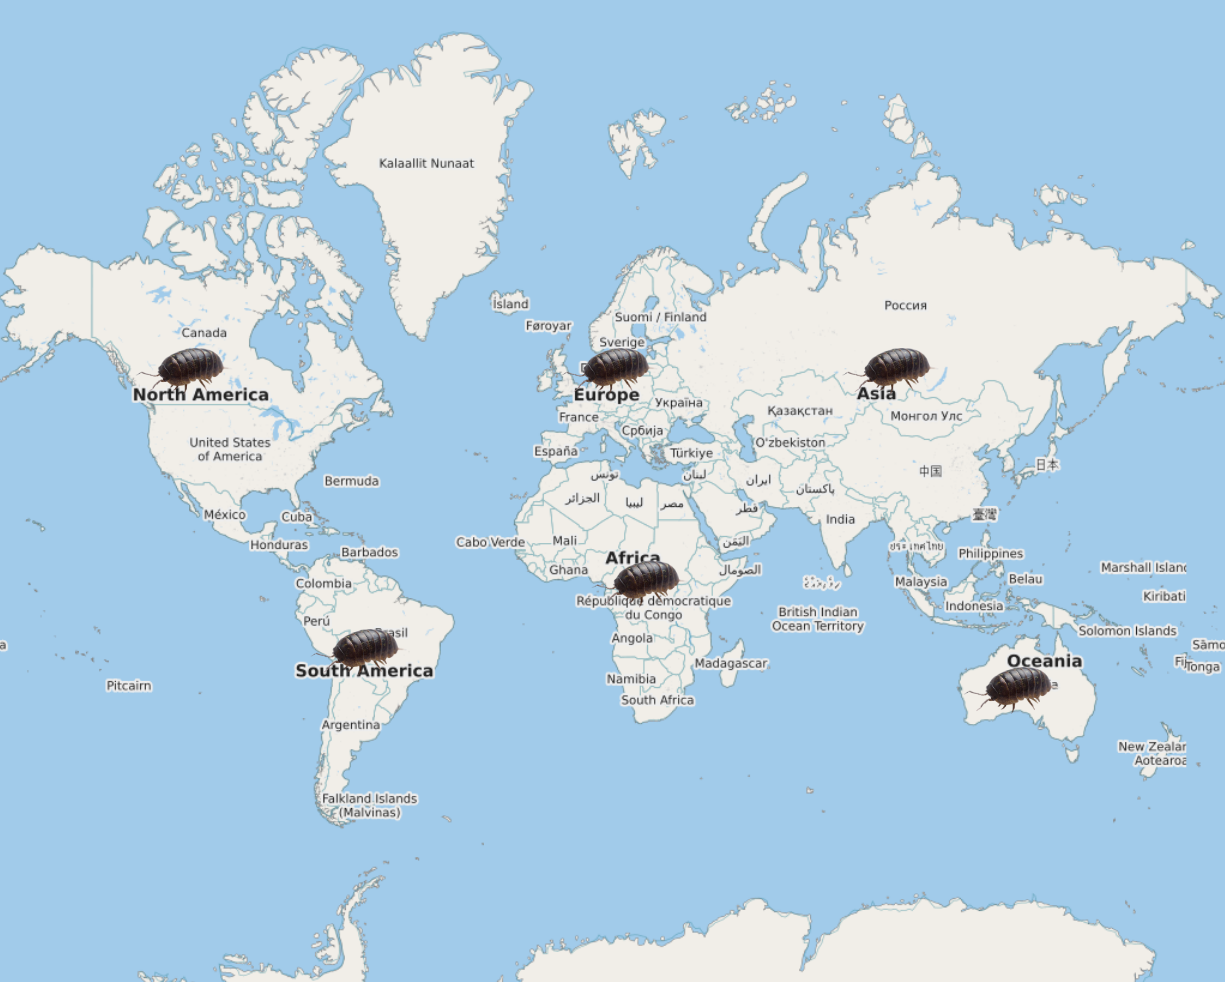 Kalaallit Nunaat
Ísland
Россия
Føroyar
Suomi / Finland
Canada
Sverige
North America
Europe
Asia
Україна
Қазақстан
Монгол Улс
France
Србија
United States
of America
España
Türkiye
O'zbekiston
中国
日本
Bermuda
تونس
لبنان
ایران
پاکستان
México
Cuba
الجزائر
ليبيا
مصر
قطر
India
臺灣
Honduras
Barbados
Cabo Verde
Mali
اليَمَن
ประเทศไทย
Philippines
Africa
Colombia
Ghana
الصومال
Malaysia
Belau
Marshall Islanc
Kiribati
République démocratique
du Congo
British Indian
Ocean Territory
Indonesia
Perú
Angola
Solomon Islands
Sāmo
South America
Madagascar
Oceania
Tonga
Pitcairn
Namibia
South Africa
Argentina
New Zealar
Aotearoa
Falkland Islands
(Malvinas)